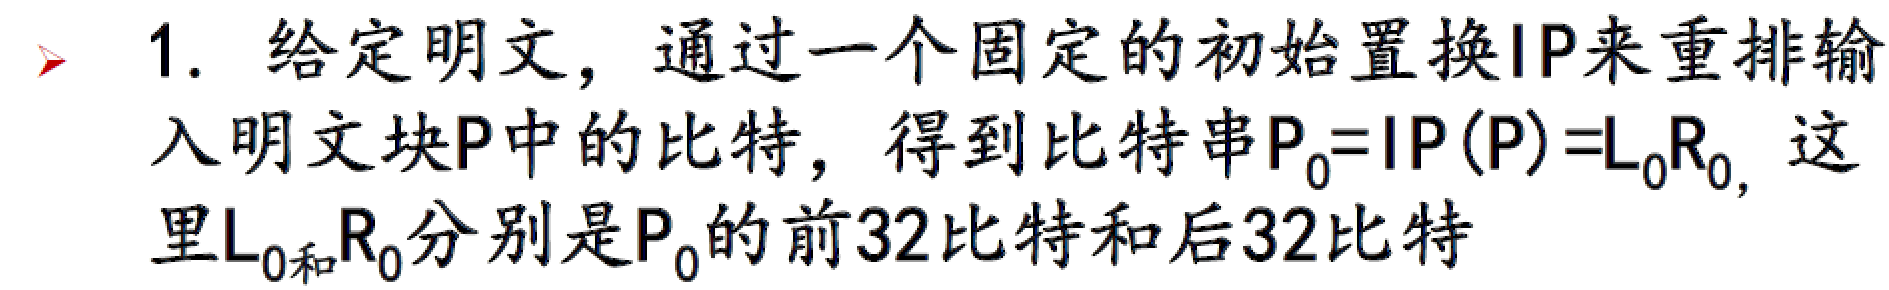 ➢ 1. 给定明文，通过一个固定的初始置换IP来重排输
入明文块P中的比特，得到比特串P₀=IP(P)=L₀R₀, 这
里L₀和R₀分别是P₀的前32比特和后32比特